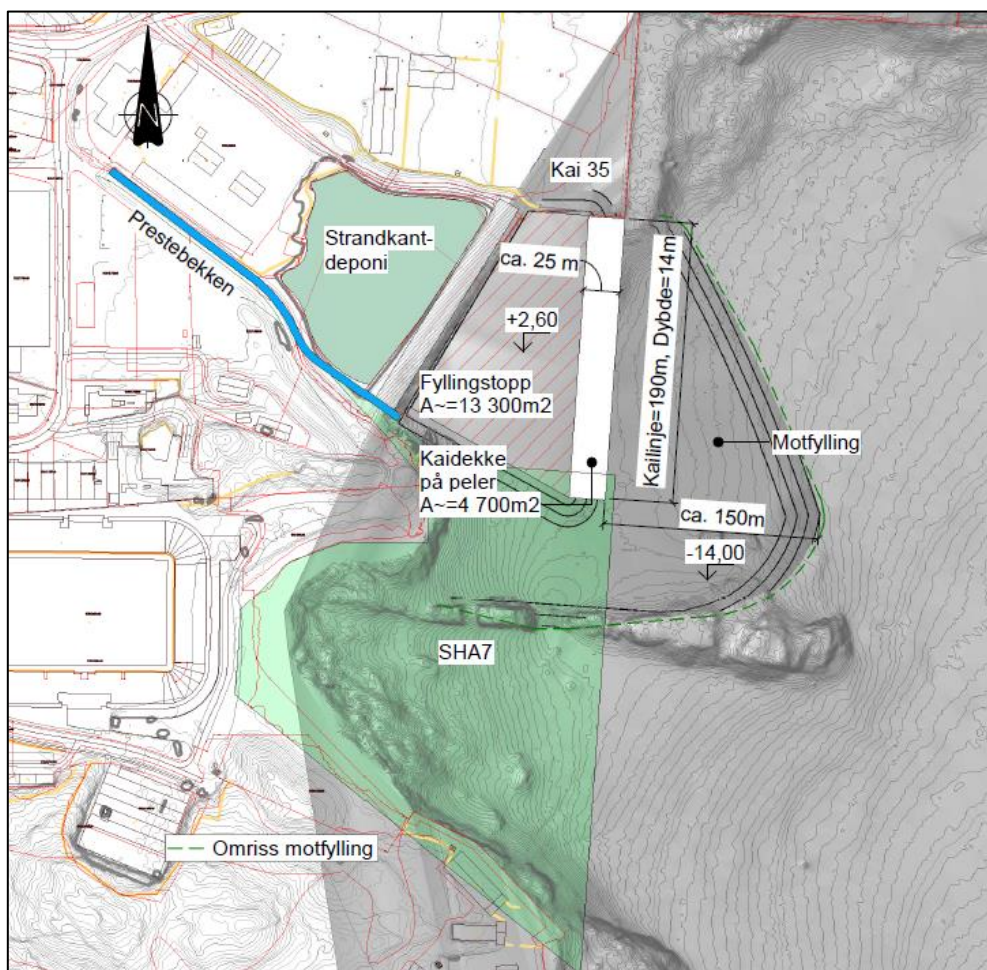 N
Kai 35
Prestebekken
Strandkant-
deponi
ca. 25 m
+2,60
Kailinje=190m, Dybde=14m
Fyllingstopp
A~=13 300m2
Motfylling
Kaidekke
på peler
A~=4 700m2
ca. 150m
-14,00
SHA7
Omriss motfylling